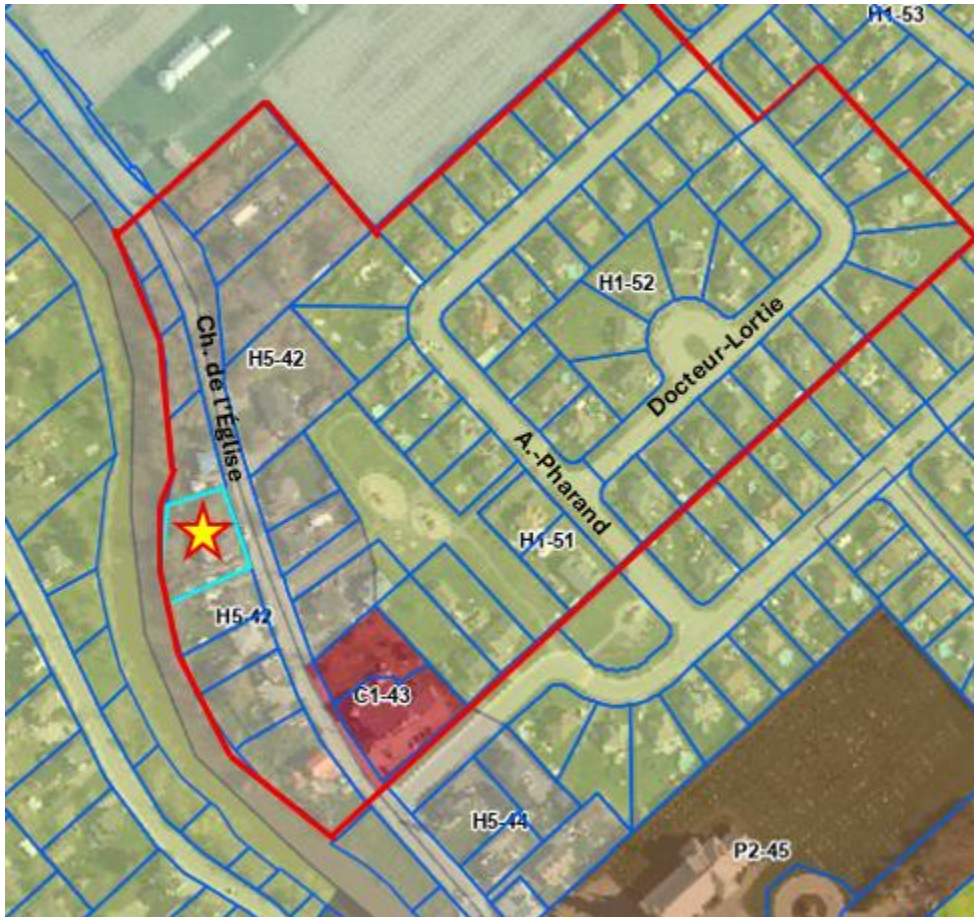 H1-53
H1-52
Ch. de l'Église
H5-42
Docteur-Lortie
A.-Pharand
H1-51
H5-42
C1-43
H5-44
P2-45